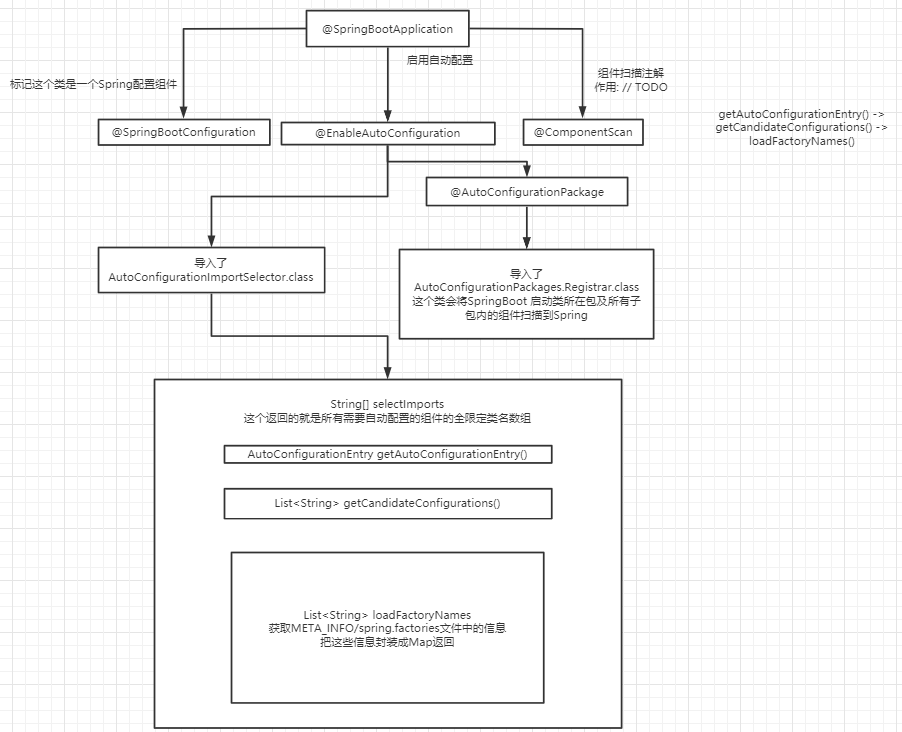 @SpringBootApplication
启用自动配置
标记这个类是一个Spring配置组件
组件扫描注解
作用: // TODO
@SpringBootConfiguration
@EnableAutoConfiguration
@ComponentScan
getAutoConfigurationEntry() ->
getCandidateConfigurations() ->
loadFactoryNames()
@AutoConfigurationPackage
导入了
AutoConfigurationImportSelector.class
导入了
AutoConfigurationPackages.Registrar.class
这个类会将SpringBoot 启动类所在包及所有子
包内的组件扫描到Spring
String[] selectImports
这个返回的就是所有需要自动配置的组件的全限定类名数组
AutoConfigurationEntry getAutoConfigurationEntry()
List<String> getCandidateConfigurations()
List<String> loadFactoryNames
获取META_INFO/spring.factories文件中的信息
把这些信息封装成Map返回